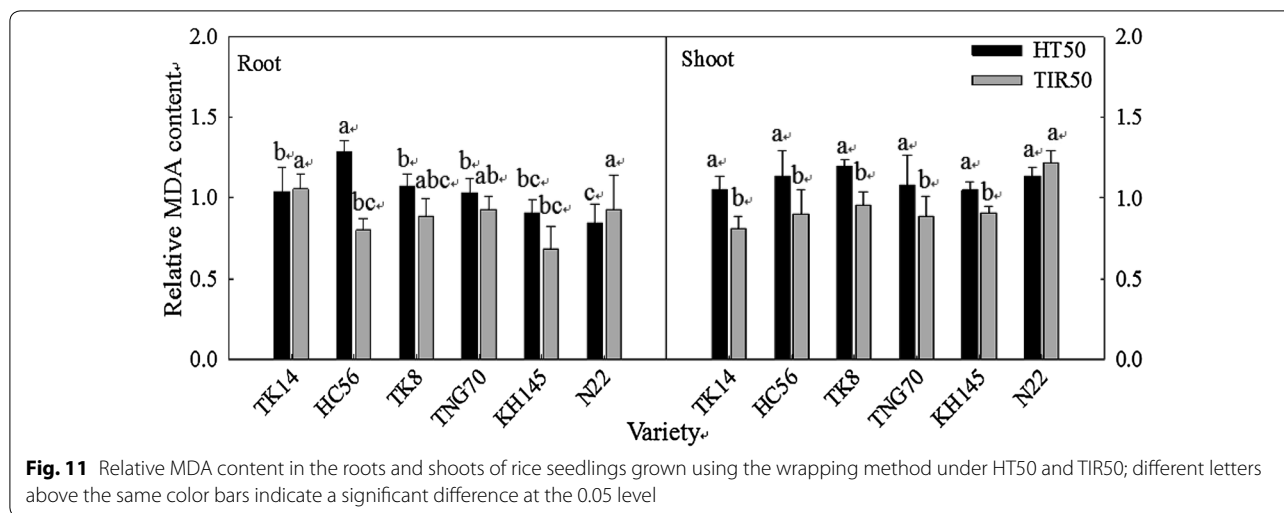 2.0
1.5
1.0
0.5
0.0
Relative MDA content
Root
b a a bc b abc b ab bc bc c a
TK14 HC56 TK8 TNG70 KH145 N22
Shoot
HT50
TIR50
a b a b a b a b a b a a
TK14 HC56 TK8 TNG70 KH145 N22
2.0
1.5
1.0
0.5
0.0
Variety
Fig. 11 Relative MDA content in the roots and shoots of rice seedlings grown using the wrapping method under HT50 and TIR50; different letters
above the same color bars indicate a significant difference at the 0.05 level